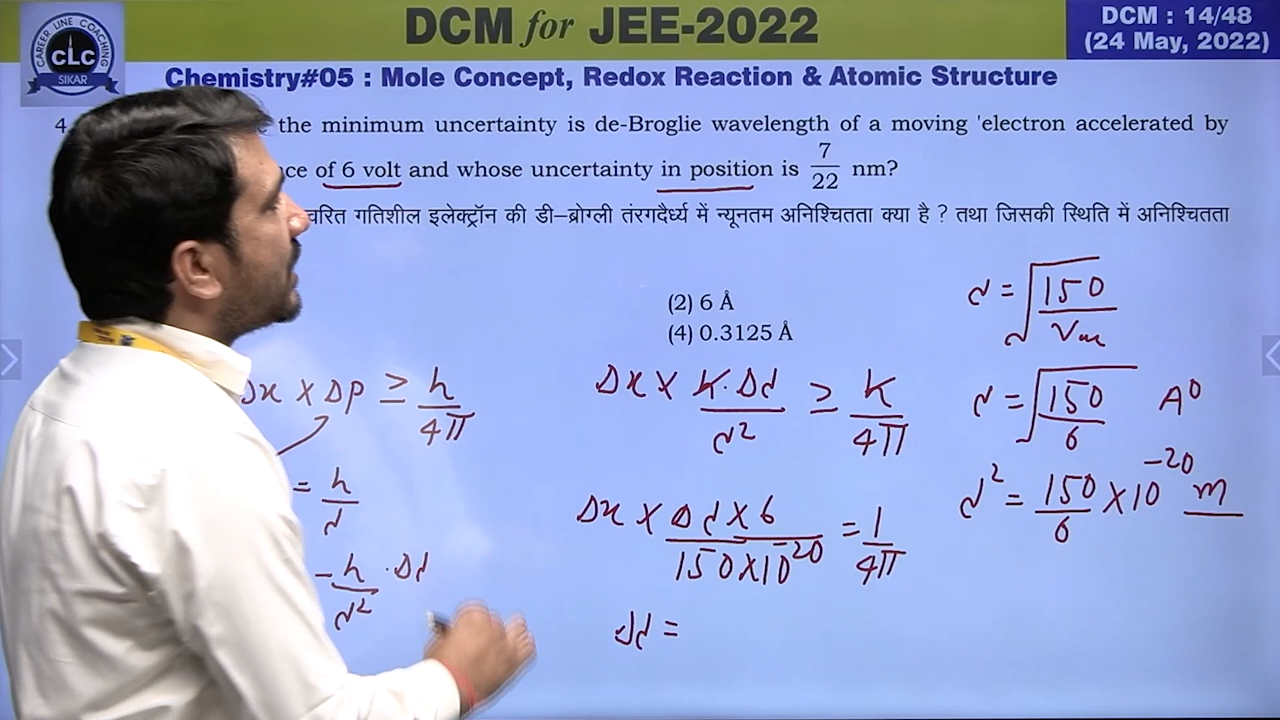 DCM for JEE-2022
DCM : 14/48
(24 May, 2022)
CAREER LINE COACHING
CLC
SIKAR
Chemistry#05 : Mole Concept, Redox Reaction & Atomic Structure
4
the minimum uncertainty is de-Broglie wavelength of a moving 'electron accelerated by
of 6 volt and whose uncertainty in position is 7/22 nm?
गतिशील इलेक्ट्रॉन की डी–ब्रोग्ली तंरगदैर्ध्य में न्यूनतम अनिश्चितता क्या है ? तथा जिसकी स्थिति में अनिश्चितता
(2) 6 Å
(4) 0.3125 Å
Δx × Δp ≥ h/4π
= h/λ
-h/λ² · Δλ
Δx × h·Δλ/λ² ≥ h/4π
Δx × Δλ×6/150×10⁻²⁰ = 1/4π
Δλ =
λ = √150/Vm
λ = √150/6 A⁰
λ² = 150/6 × 10⁻²⁰ m